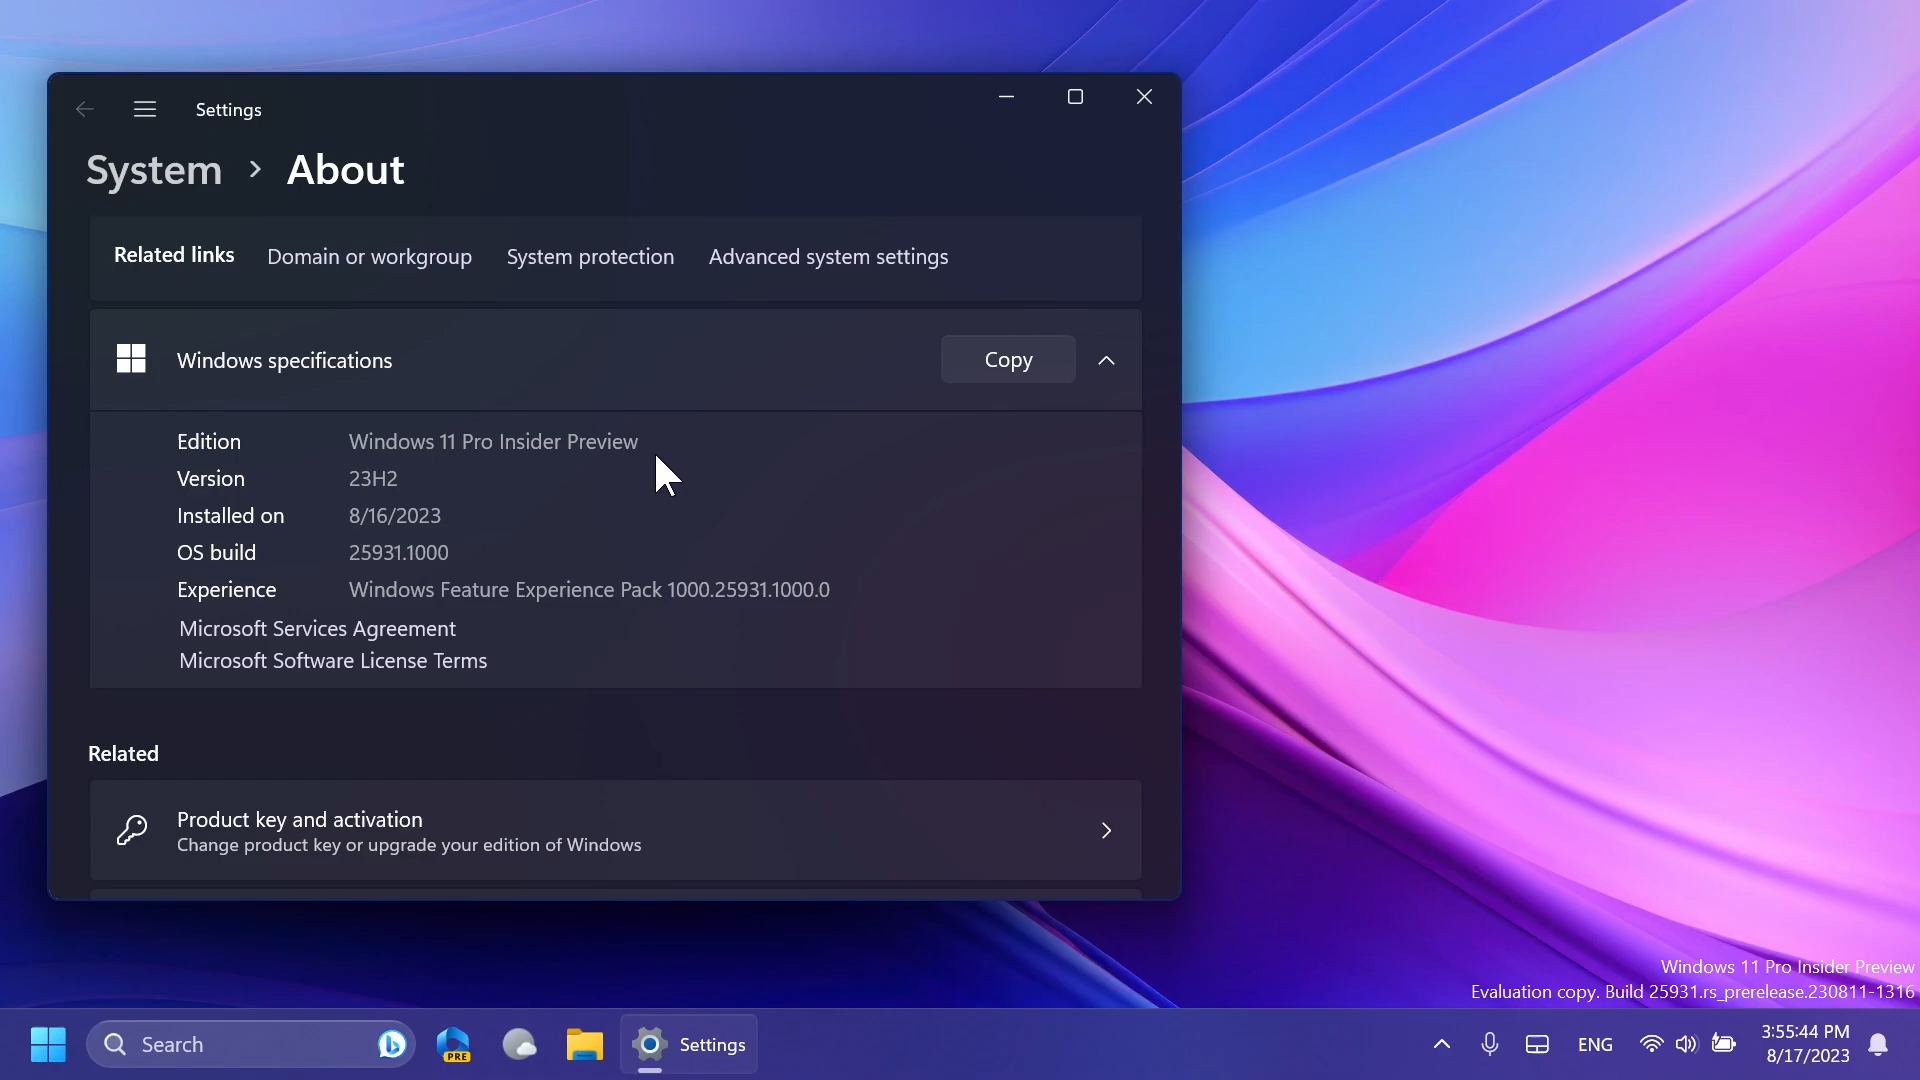 Settings
System > About
Related links Domain or workgroup System protection Advanced system settings
Windows specifications Copy
Edition Windows 11 Pro Insider Preview
Version 23H2
Installed on 8/16/2023
OS build 25931.1000
Experience Windows Feature Experience Pack 1000.25931.1000.0
Microsoft Services Agreement
Microsoft Software License Terms
Related
Product key and activation
Change product key or upgrade your edition of Windows
Windows 11 Pro Insider Preview
Evaluation copy. Build 25931.rs_prerelease.230811-1316
Search PRE Settings ENG 3:55:44 PM
8/17/2023